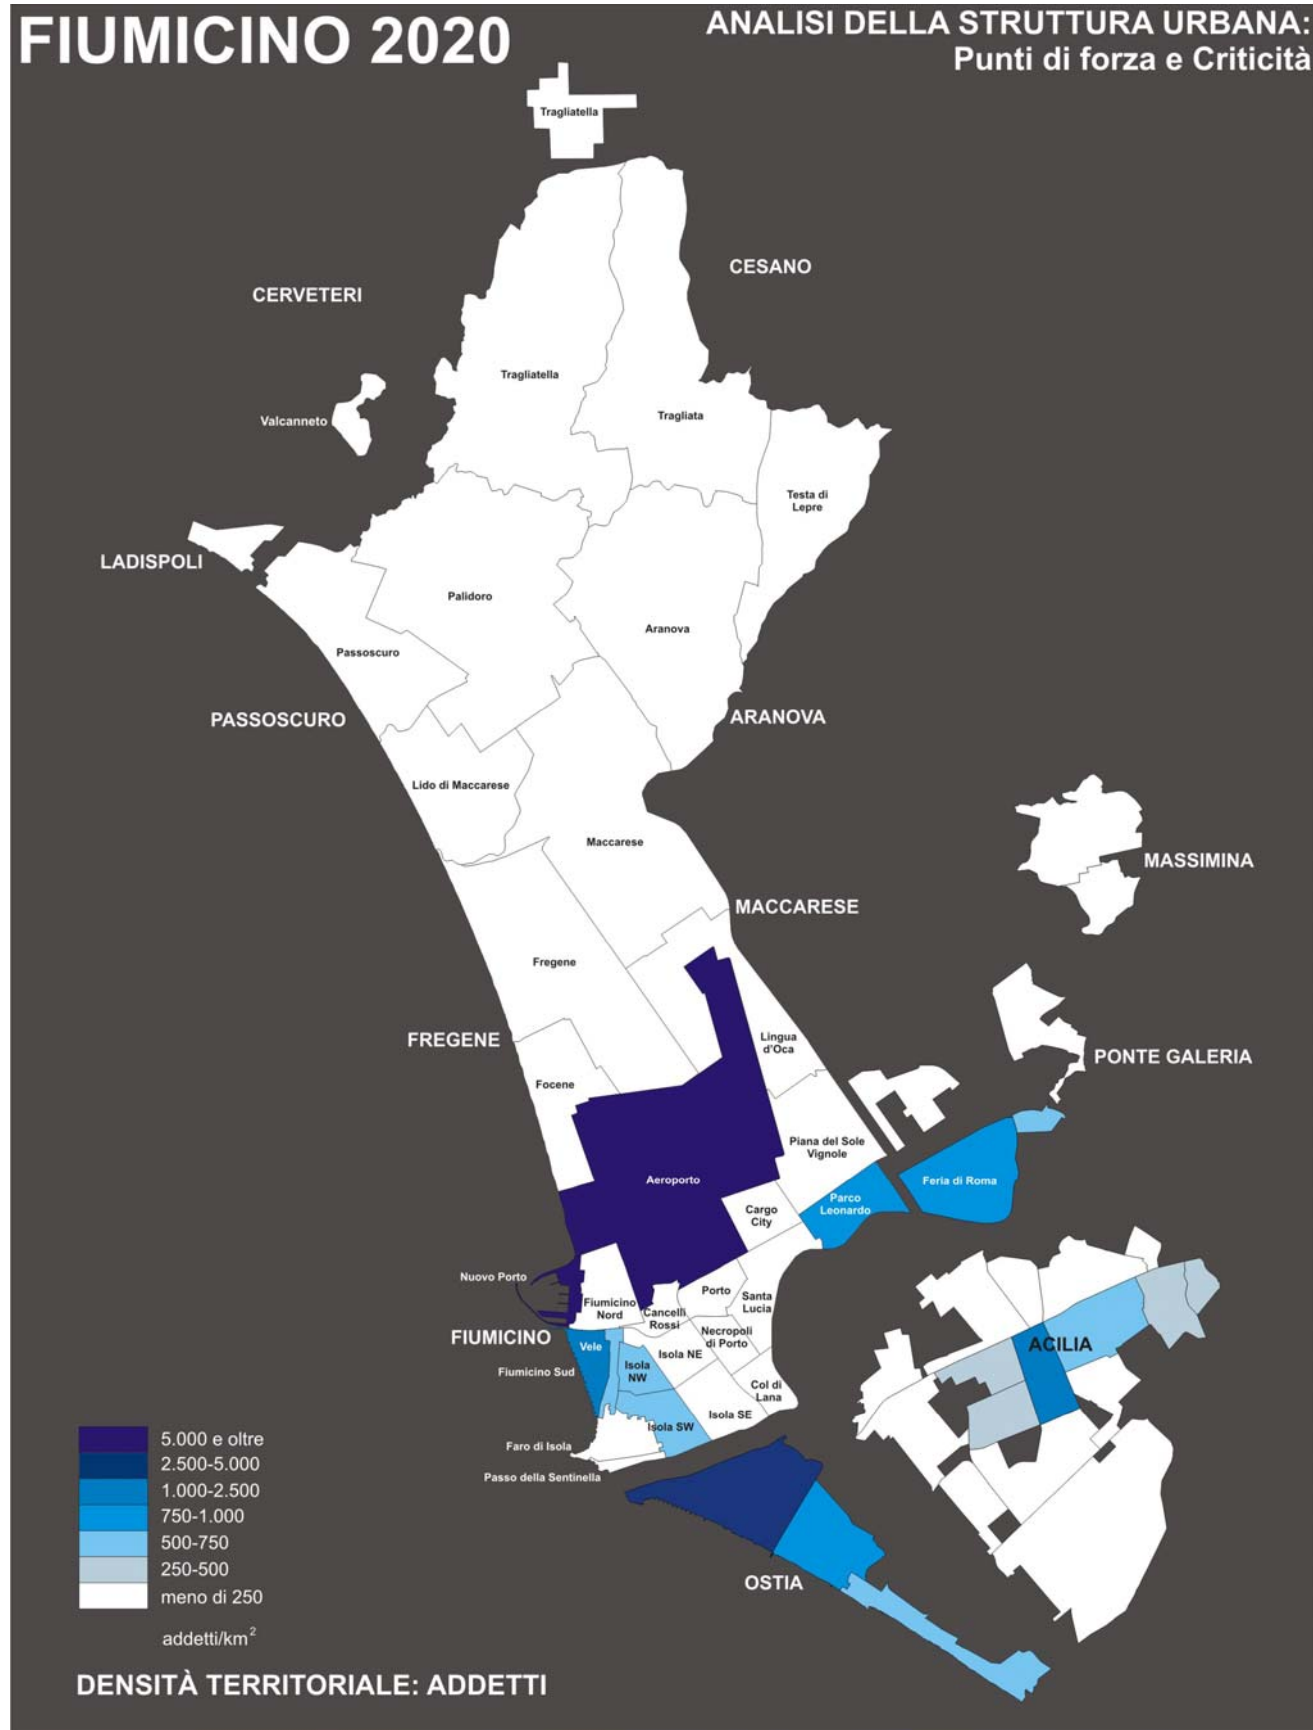 FIUMICINO 2020
ANALISI DELLA STRUTTURA URBANA:
Punti di forza e Criticità
Tragliatella
CESANO
CERVETERI
Tragliatella
Tragliata
Valcanneto
Testa di
Lepre
LADISPOLI
Palidoro
Aranova
Passoscuro
PASSOSCURO
ARANOVA
Lido di Maccarese
Maccarese
MASSIMINA
MACCARESE
Fregene
FREGENE
Lingua
d'Oca
PONTE GALERIA
Focene
Piana del Sole
Vignole
Aeroporto
Feria di Roma
Parco
Leonardo
Cargo
City
Nuovo Porto
Fiumicino
Nord
Porto
Santa
Lucia
Cancelli
Rossi
FIUMICINO
Vele
Necropoli
di Porto
Isola NE
Fiumicino Sud
Isola
NW
ACILIA
Col di
Lana
Isola SE
Isola SW
Faro di Isola
Passo della Sentinella
OSTIA
5.000 e oltre
2.500-5.000
1.000-2.500
750-1.000
500-750
250-500
meno di 250
addetti/km²
DENSITÀ TERRITORIALE: ADDETTI